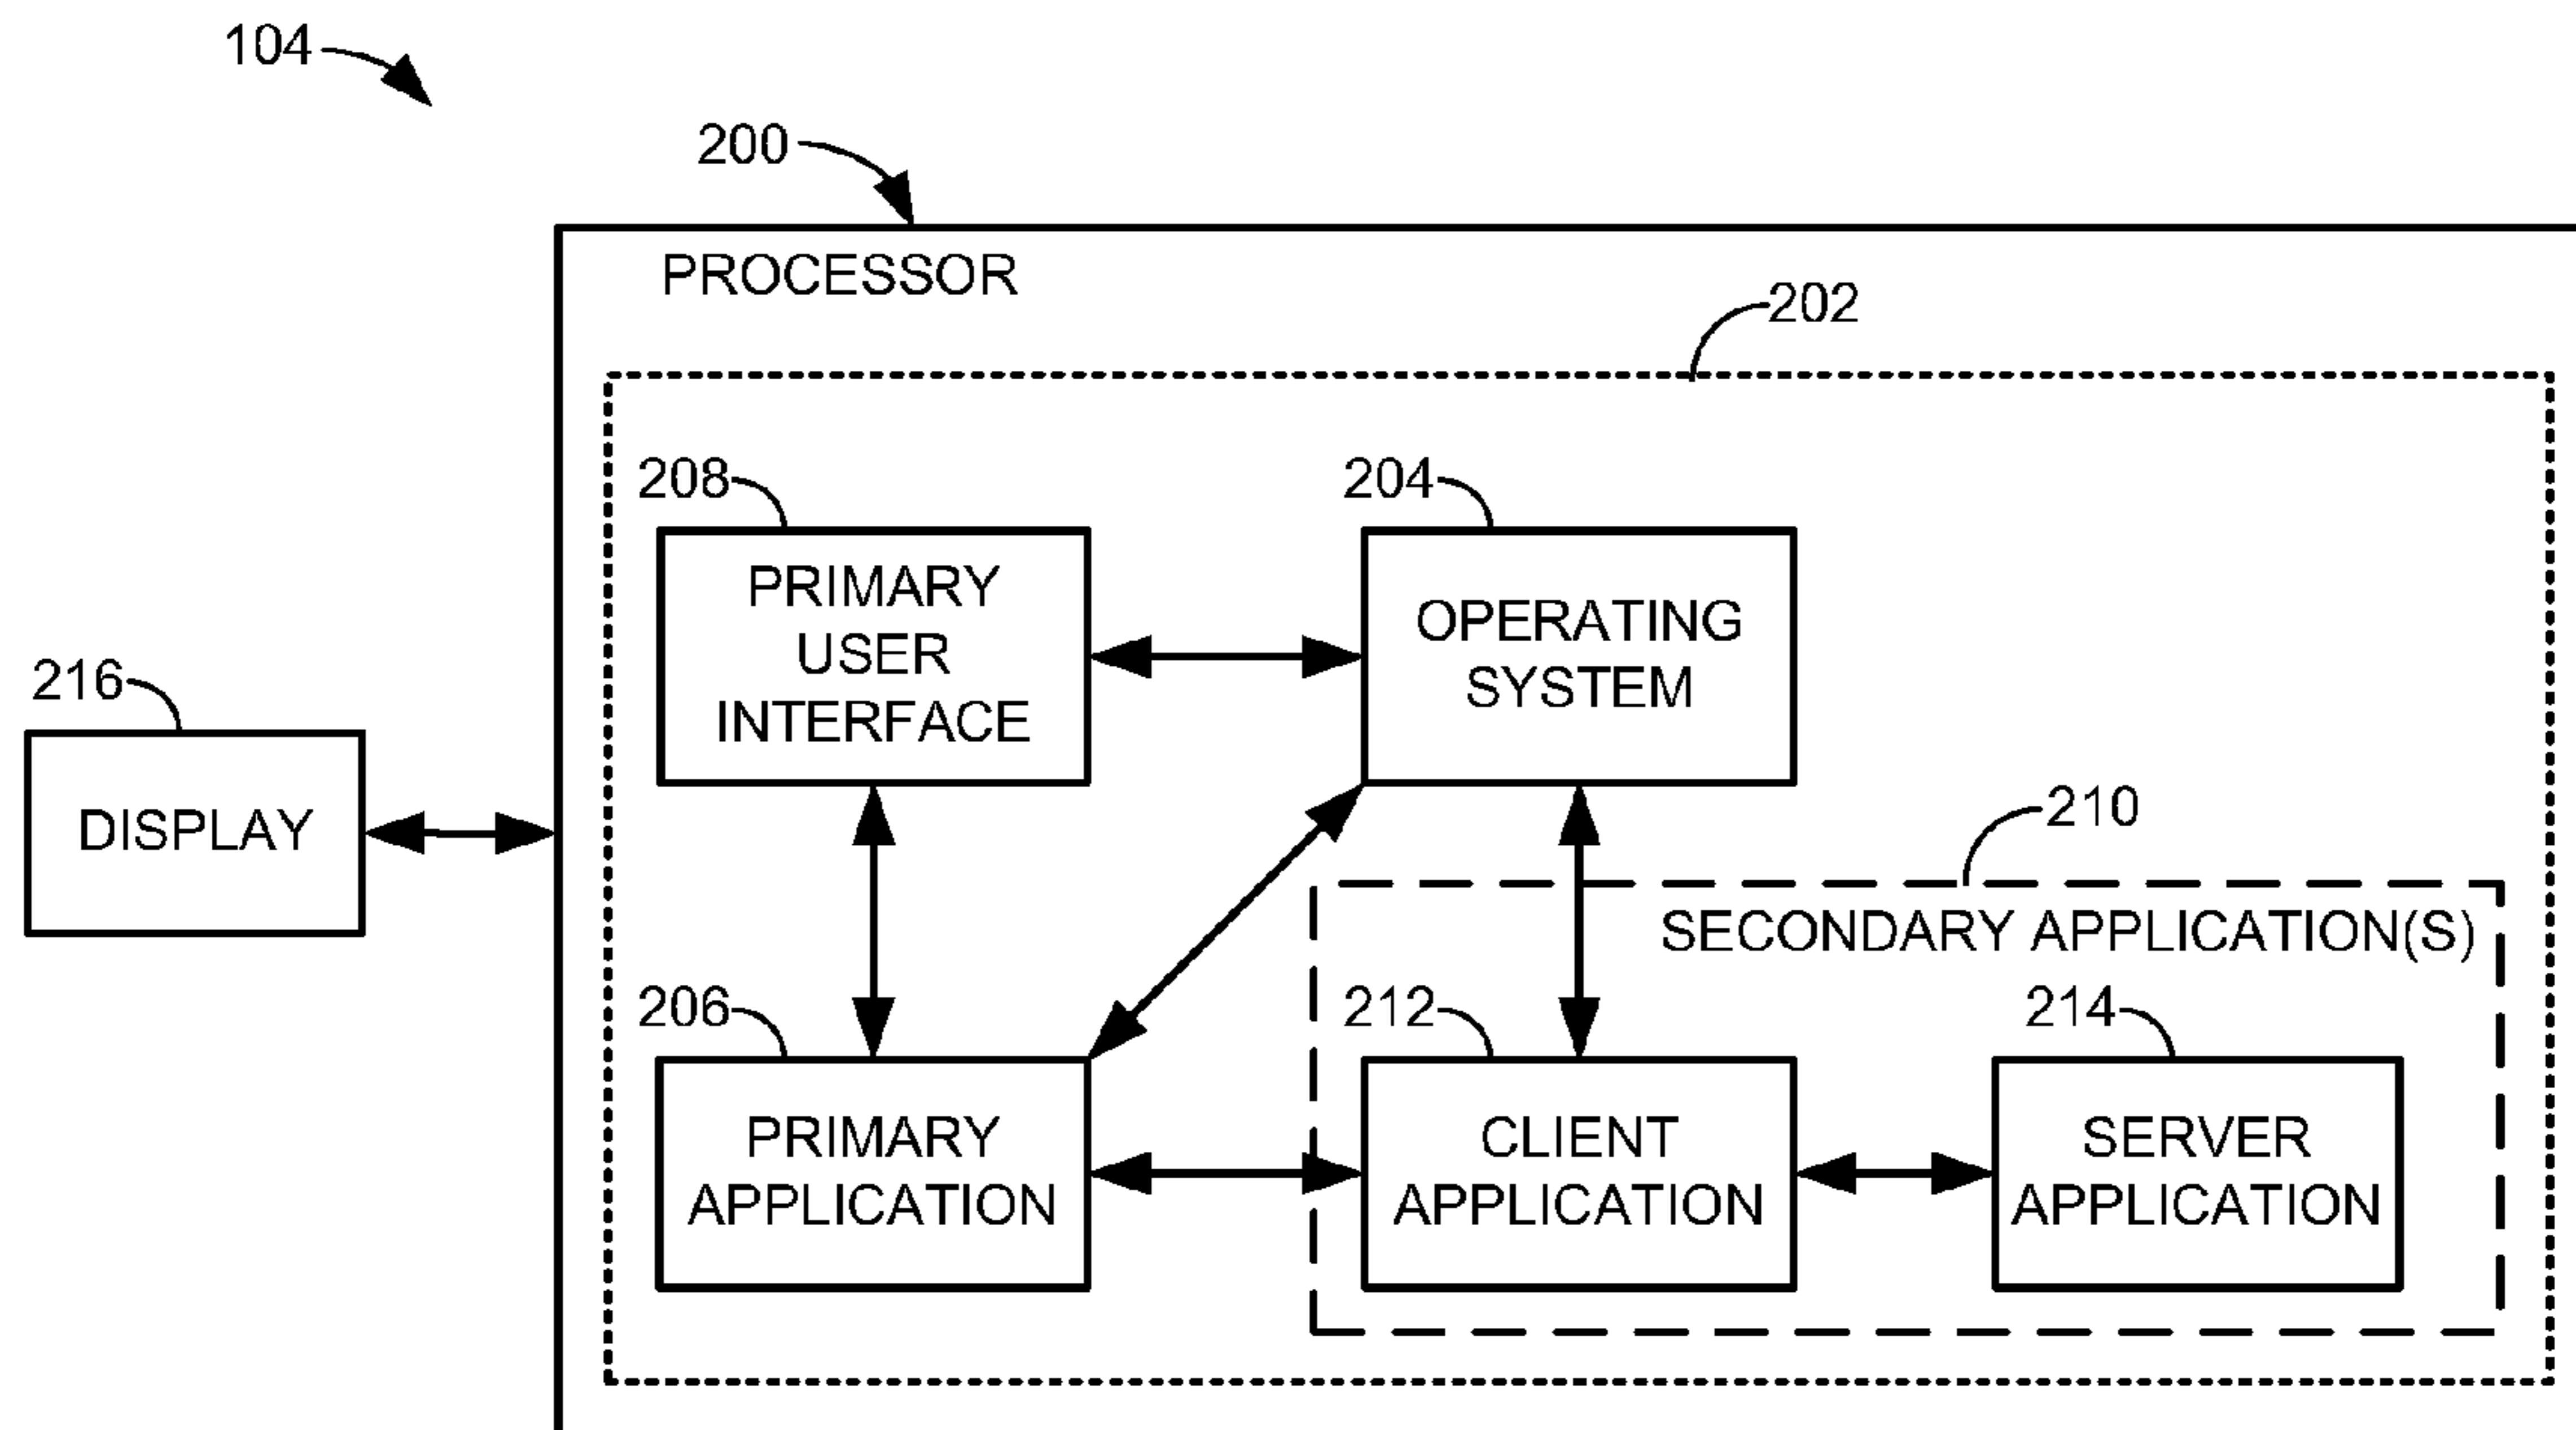 104
200
PROCESSOR
202
208
204
PRIMARY
USER
INTERFACE
OPERATING
SYSTEM
216
DISPLAY
210
SECONDARY APPLICATION(S)
206
212
214
PRIMARY
APPLICATION
CLIENT
APPLICATION
SERVER
APPLICATION